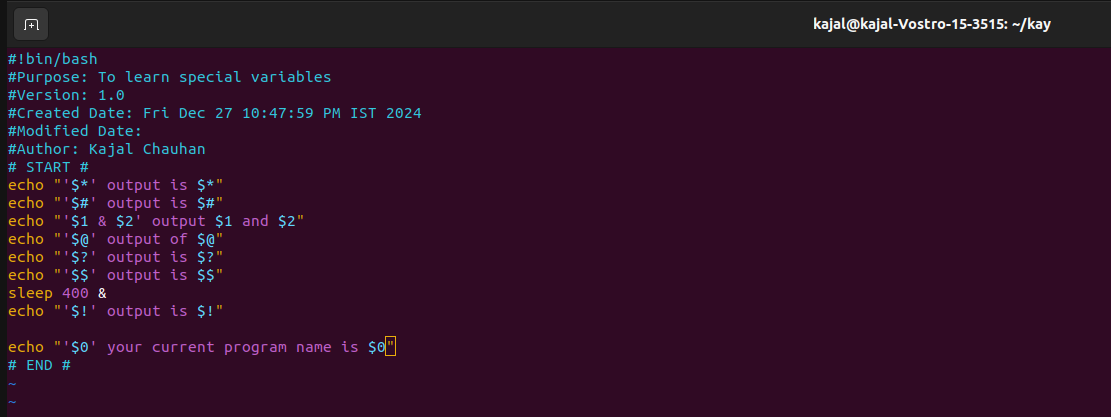 kajal@kajal-Vostro-15-3515: ~/kay
#!bin/bash
#Purpose: To learn special variables
#Version: 1.0
#Created Date: Fri Dec 27 10:47:59 PM IST 2024
#Modified Date:
#Author: Kajal Chauhan
# START #
echo "'$*' output is $*"
echo "'$#' output is $#"
echo "'$1 & $2' output $1 and $2"
echo "'$@' output of $@"
echo "'$?' output is $?"
echo "'$$' output is $$"
sleep 400 &
echo "'$!' output is $!"

echo "'$0' your current program name is $0"
# END #
~
~